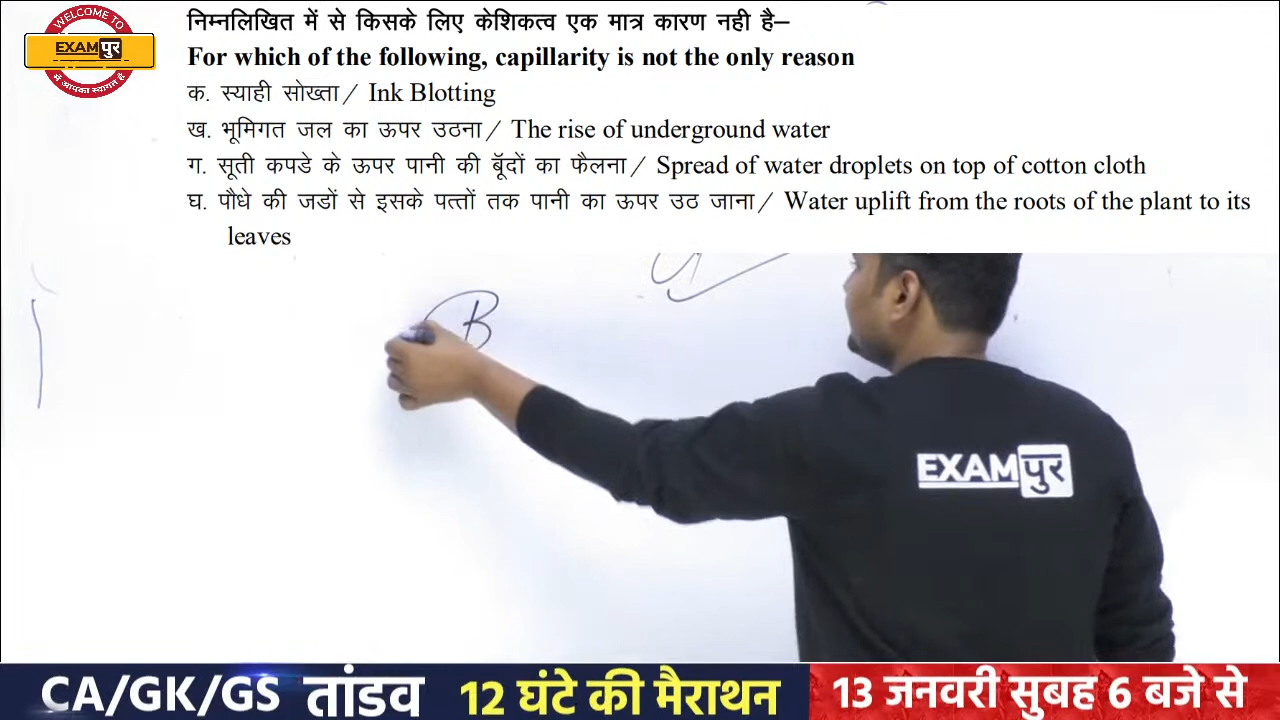 WELCOME TO
EXAMपुर
में आपका स्वागत है
निम्नलिखित में से किसके लिए केशिकत्व एक मात्र कारण नही है–
For which of the following, capillarity is not the only reason
क. स्याही सोख्ता/ Ink Blotting
ख. भूमिगत जल का ऊपर उठना/ The rise of underground water
ग. सूती कपडे के ऊपर पानी की बूॅदों का फैलना/ Spread of water droplets on top of cotton cloth
घ. पौधे की जडों से इसके पत्तों तक पानी का ऊपर उठ जाना/ Water uplift from the roots of the plant to its
leaves
B
EXAMपुर
CA/GK/GS तांडव 12 घंटे की मैराथन 13 जनवरी सुबह 6 बजे से